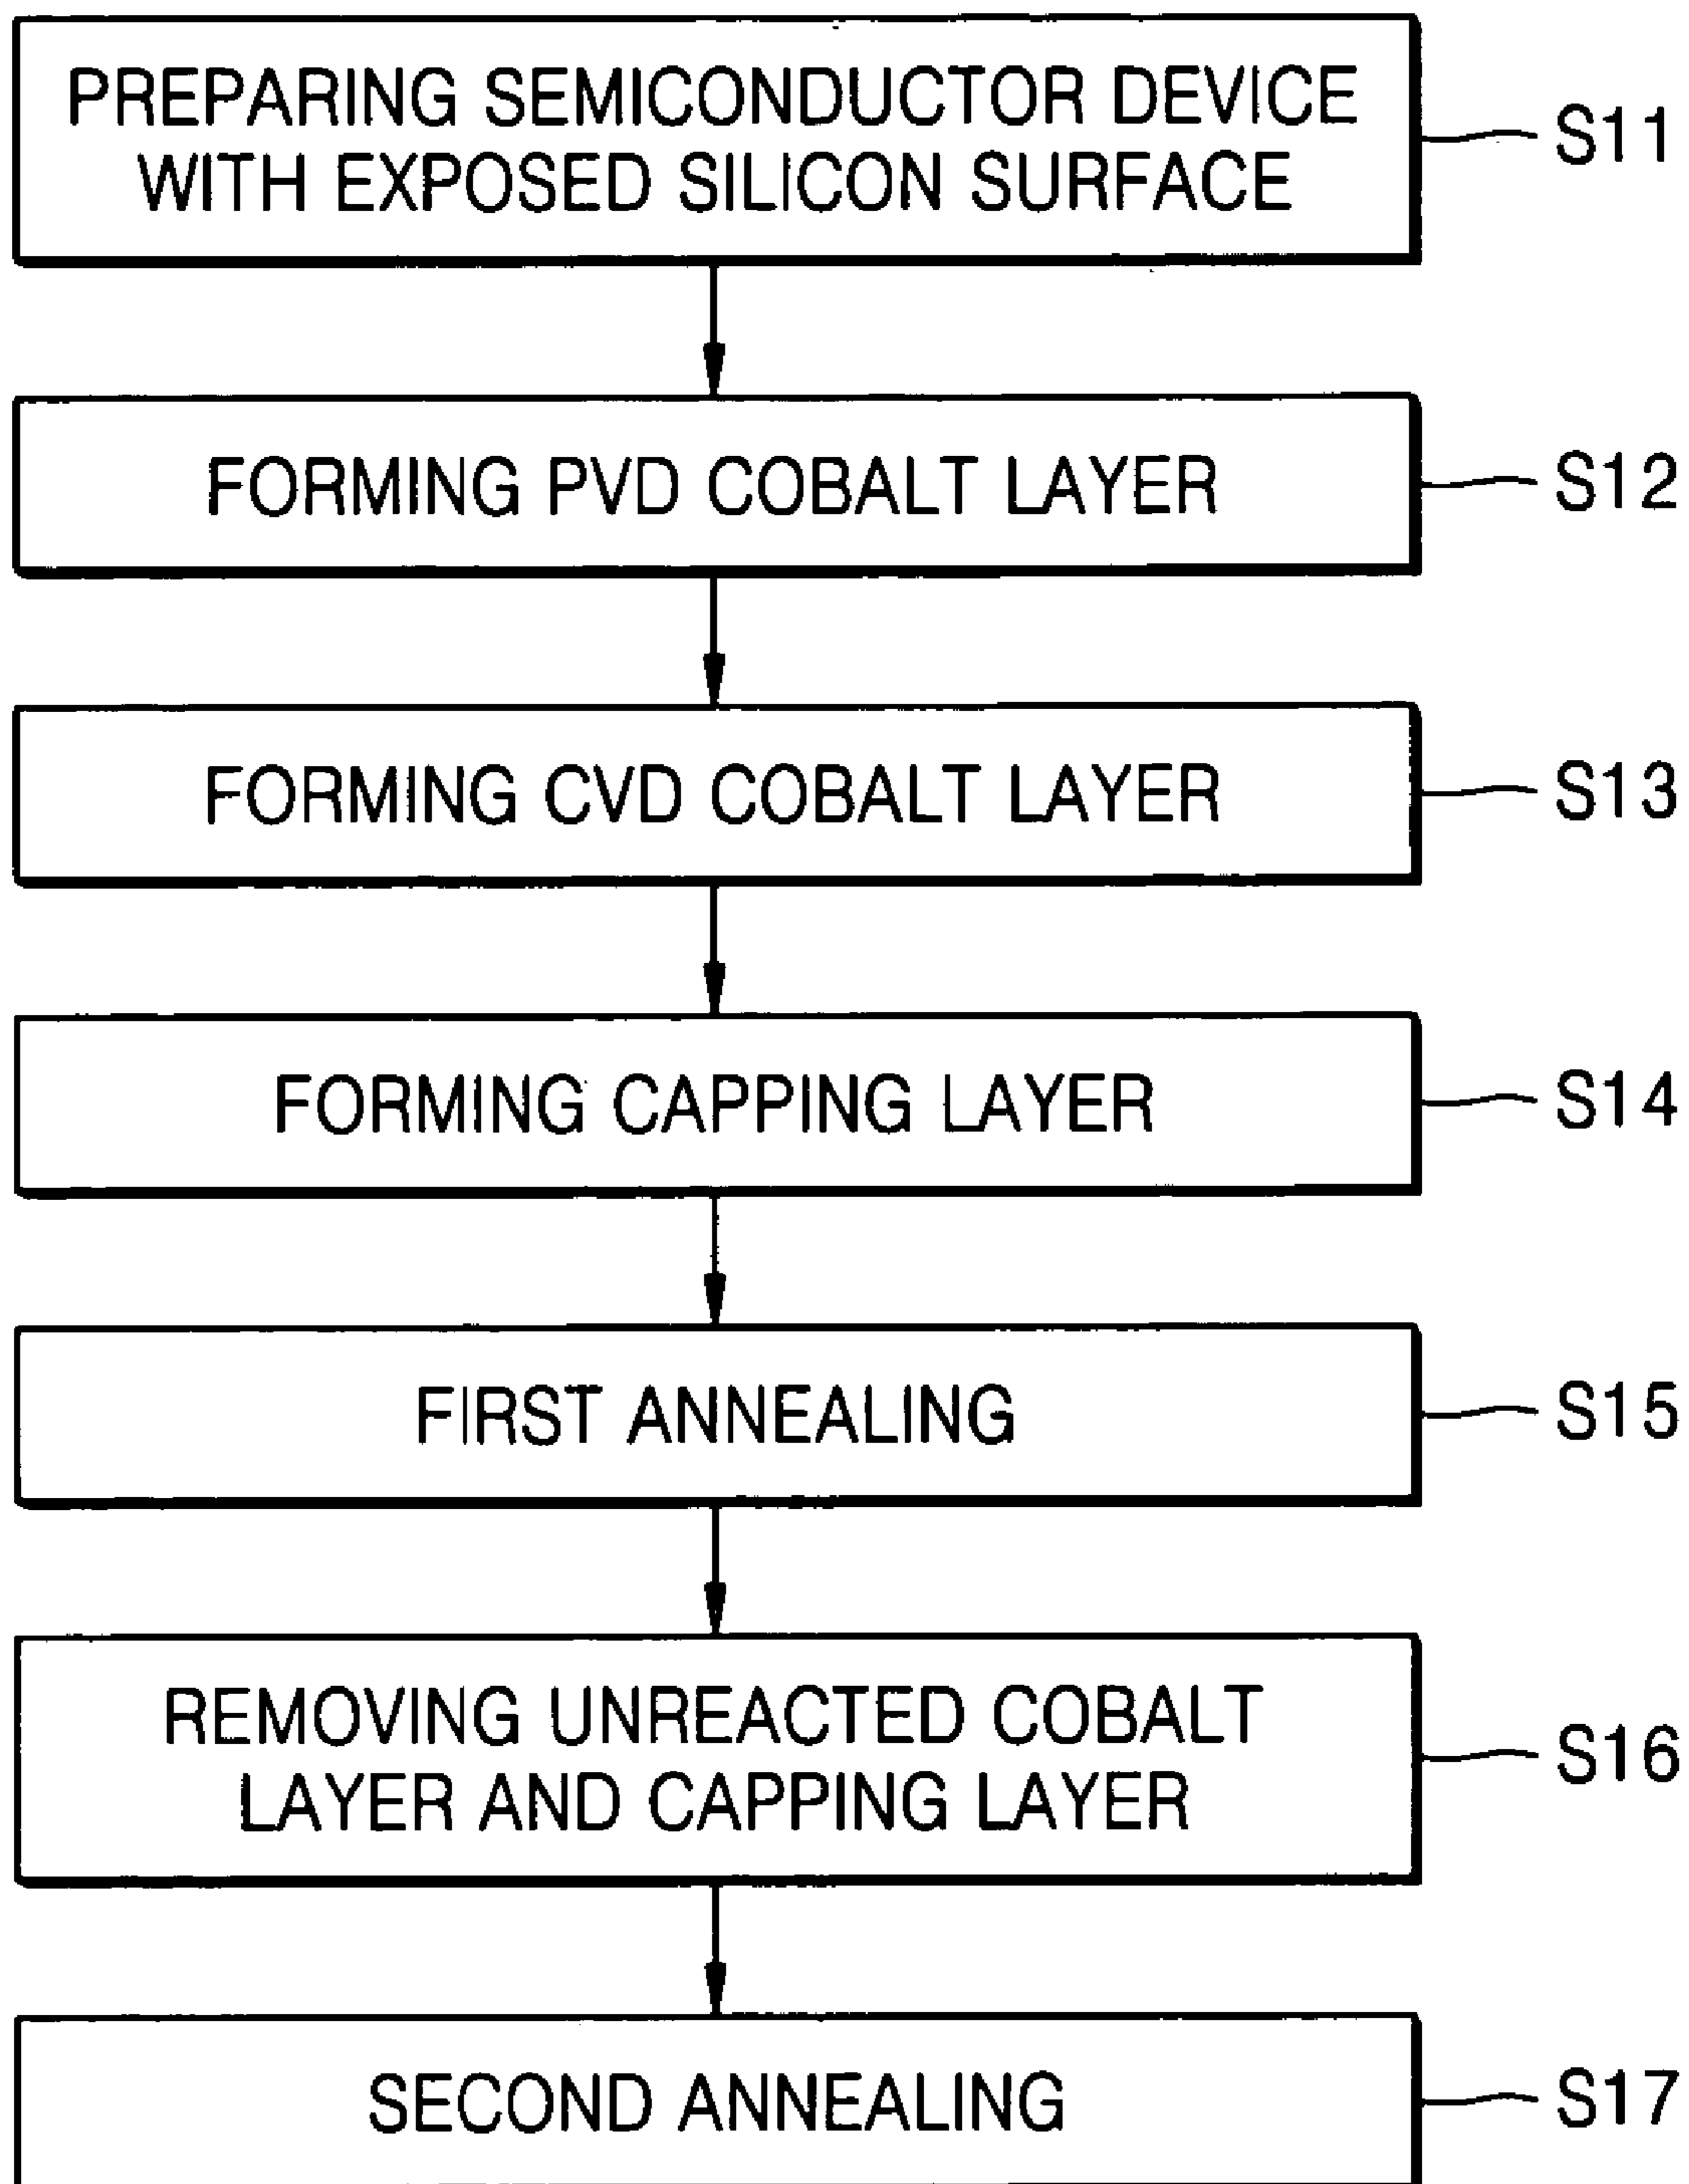 PREPARING SEMICONDUCTOR DEVICE
WITH EXPOSED SILICON SURFACE
S11
FORMING PVD COBALT LAYER
S12
FORMING CVD COBALT LAYER
S13
FORMING CAPPING LAYER
S14
FIRST ANNEALING
S15
REMOVING UNREACTED COBALT
LAYER AND CAPPING LAYER
S16
SECOND ANNEALING
S17